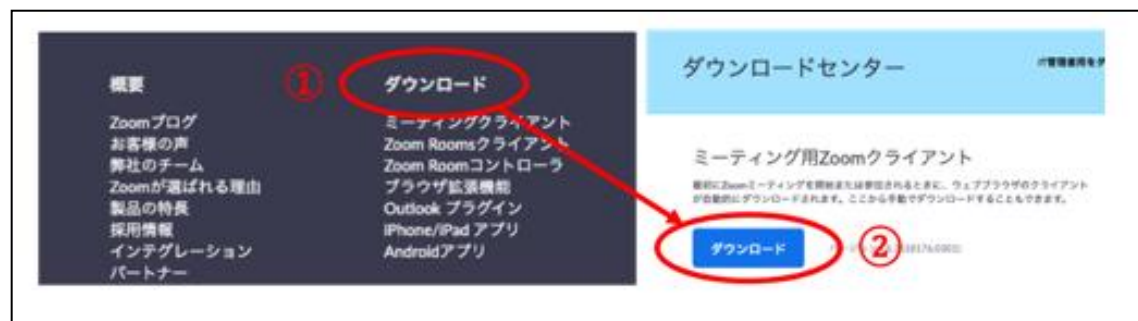 ①
概要
Zoomブログ
お客様の声
弊社のチーム
Zoomが選ばれる理由
製品の特長
採用情報
インテグレーション
パートナー
ダウンロード
ミーティングクライアント
Zoom Roomsクライアント
Zoom Roomコントローラ
ブラウザ拡張機能
Outlook プラグイン
iPhone/iPad アプリ
Androidアプリ
ダウンロードセンター
IT管理者用をダ
ミーティング用Zoomクライアント
最初にZoomミーティングを開始または参加されるときに、ウェブブラウザのクライアント
が自動的にダウンロードされます。ここから手動でダウンロードすることもできます。
ダウンロード
②